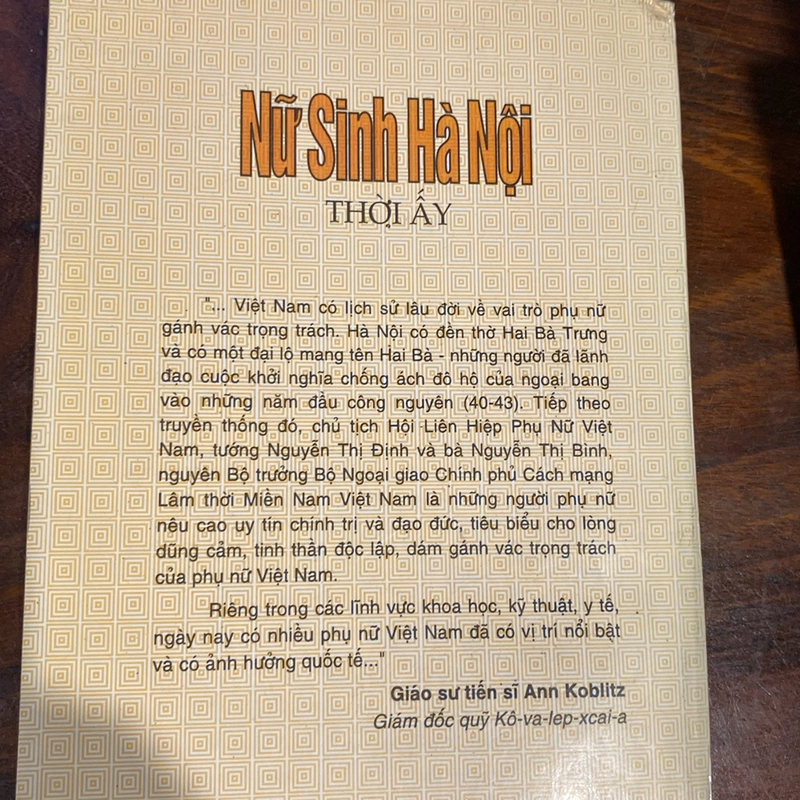 Nữ Sinh Hà Nội
THỜI ẤY
"... Việt Nam có lịch sử lâu đời về vai trò phụ nữ
gánh vác trọng trách. Hà Nội có đền thờ Hai Bà Trưng
và có một đại lộ mang tên Hai Bà - những người đã lãnh
đạo cuộc khởi nghĩa chống ách đô hộ của ngoại bang
vào những năm đầu công nguyên (40-43). Tiếp theo
truyền thống đó, chủ tịch Hội Liên Hiệp Phụ Nữ Việt
Nam, tướng Nguyễn Thị Định và bà Nguyễn Thị Bình,
nguyên Bộ trưởng Bộ Ngoại giao Chính phủ Cách mạng
Lâm thời Miền Nam Việt Nam là những người phụ nữ
nêu cao uy tín chính trị và đạo đức, tiêu biểu cho lòng
dũng cảm, tinh thần độc lập, dám gánh vác trọng trách
của phụ nữ Việt Nam.
Riêng trong các lĩnh vực khoa học, kỹ thuật, y tế,
ngày nay có nhiều phụ nữ Việt Nam đã có vị trí nổi bật
và có ảnh hưởng quốc tế..."
Giáo sư tiến sĩ Ann Koblitz
Giám đốc quỹ Kô-va-lep-xcai-a